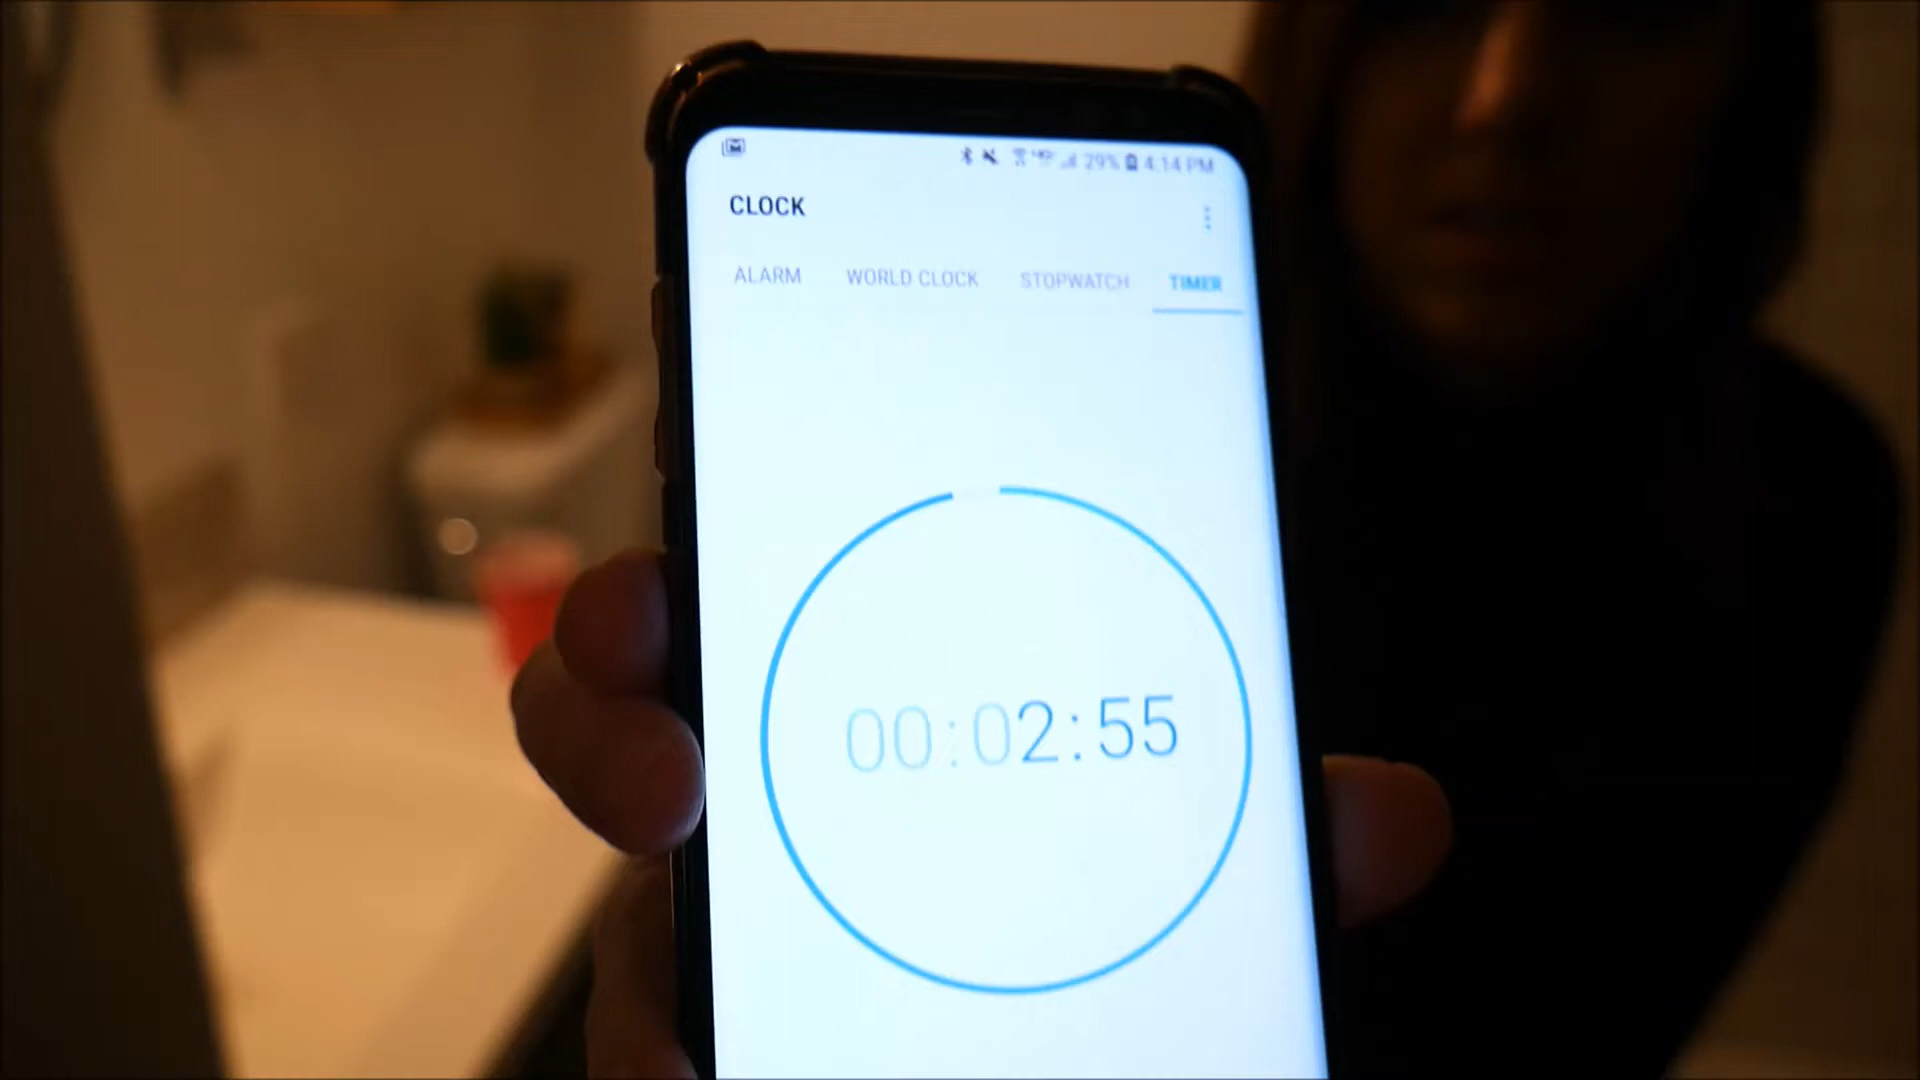 29% 4:14 PM
CLOCK
ALARM WORLD CLOCK STOPWATCH TIMER
00:02:55